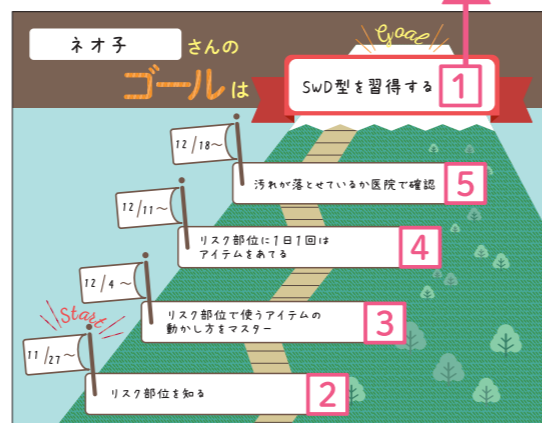 ネオ子 さんの
ゴールは
Goal
SWD型を習得する 1
12/18〜
汚れが落とせているか医院で確認 5
12/11〜
リスク部位に1日1回は
アイテムをあてる 4
12/4〜
リスク部位で使うアイテムの
動かし方をマスター 3
Start
11/27〜
リスク部位を知る 2